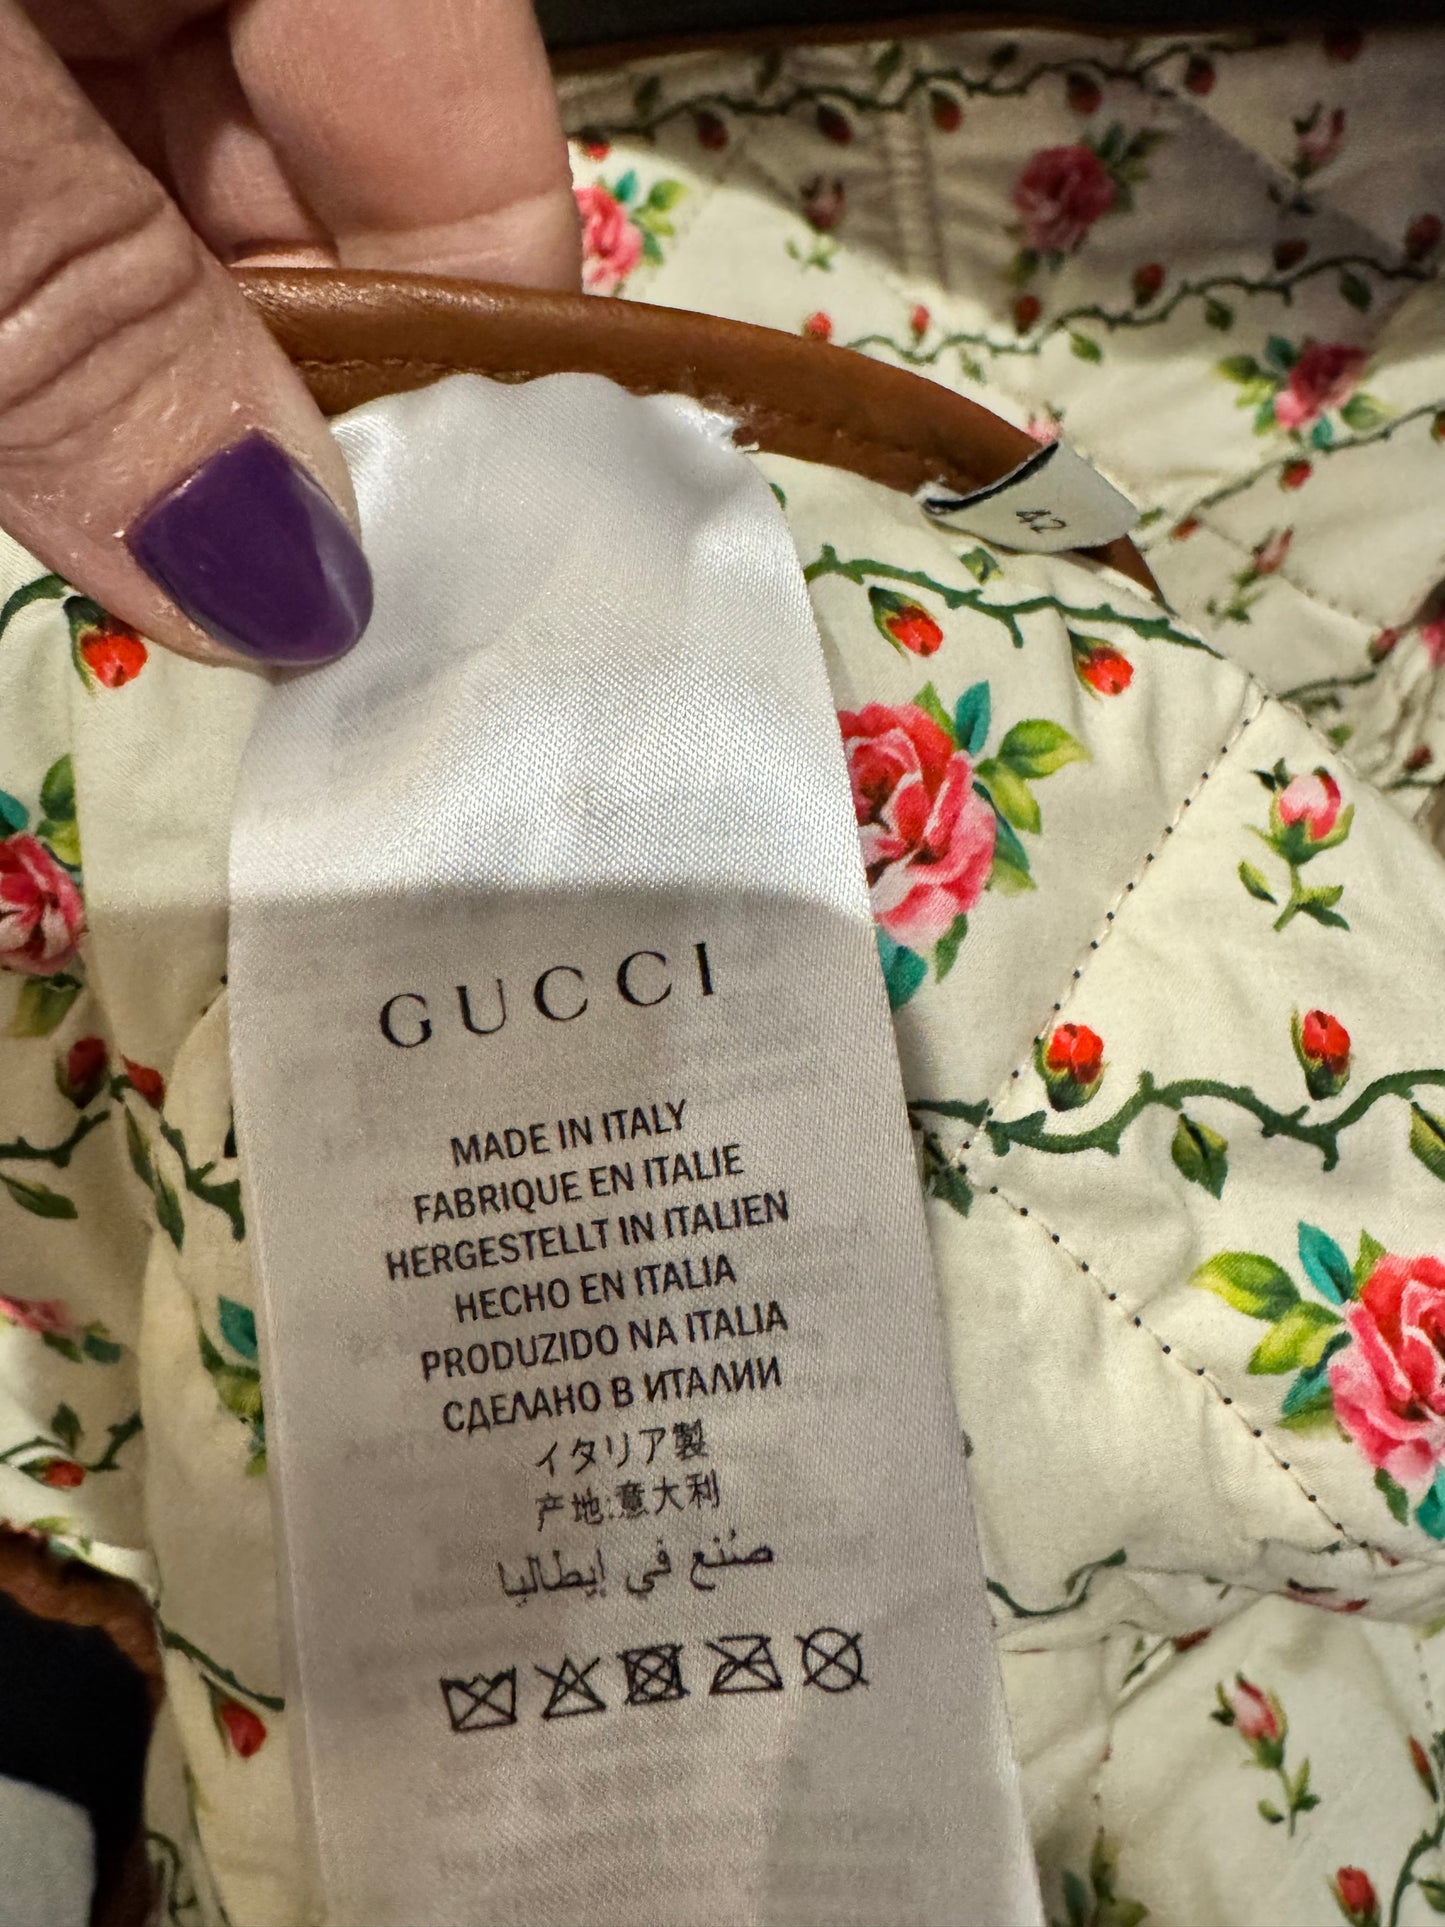 42
GUCCI
MADE IN ITALY
FABRIQUE EN ITALIE
HERGESTELLT IN ITALIEN
HECHO EN ITALIA
PRODUZIDO NA ITALIA
СДЕЛАНО В ИТАЛИИ
イタリア製
产地:意大利
صُنع في إيطاليا